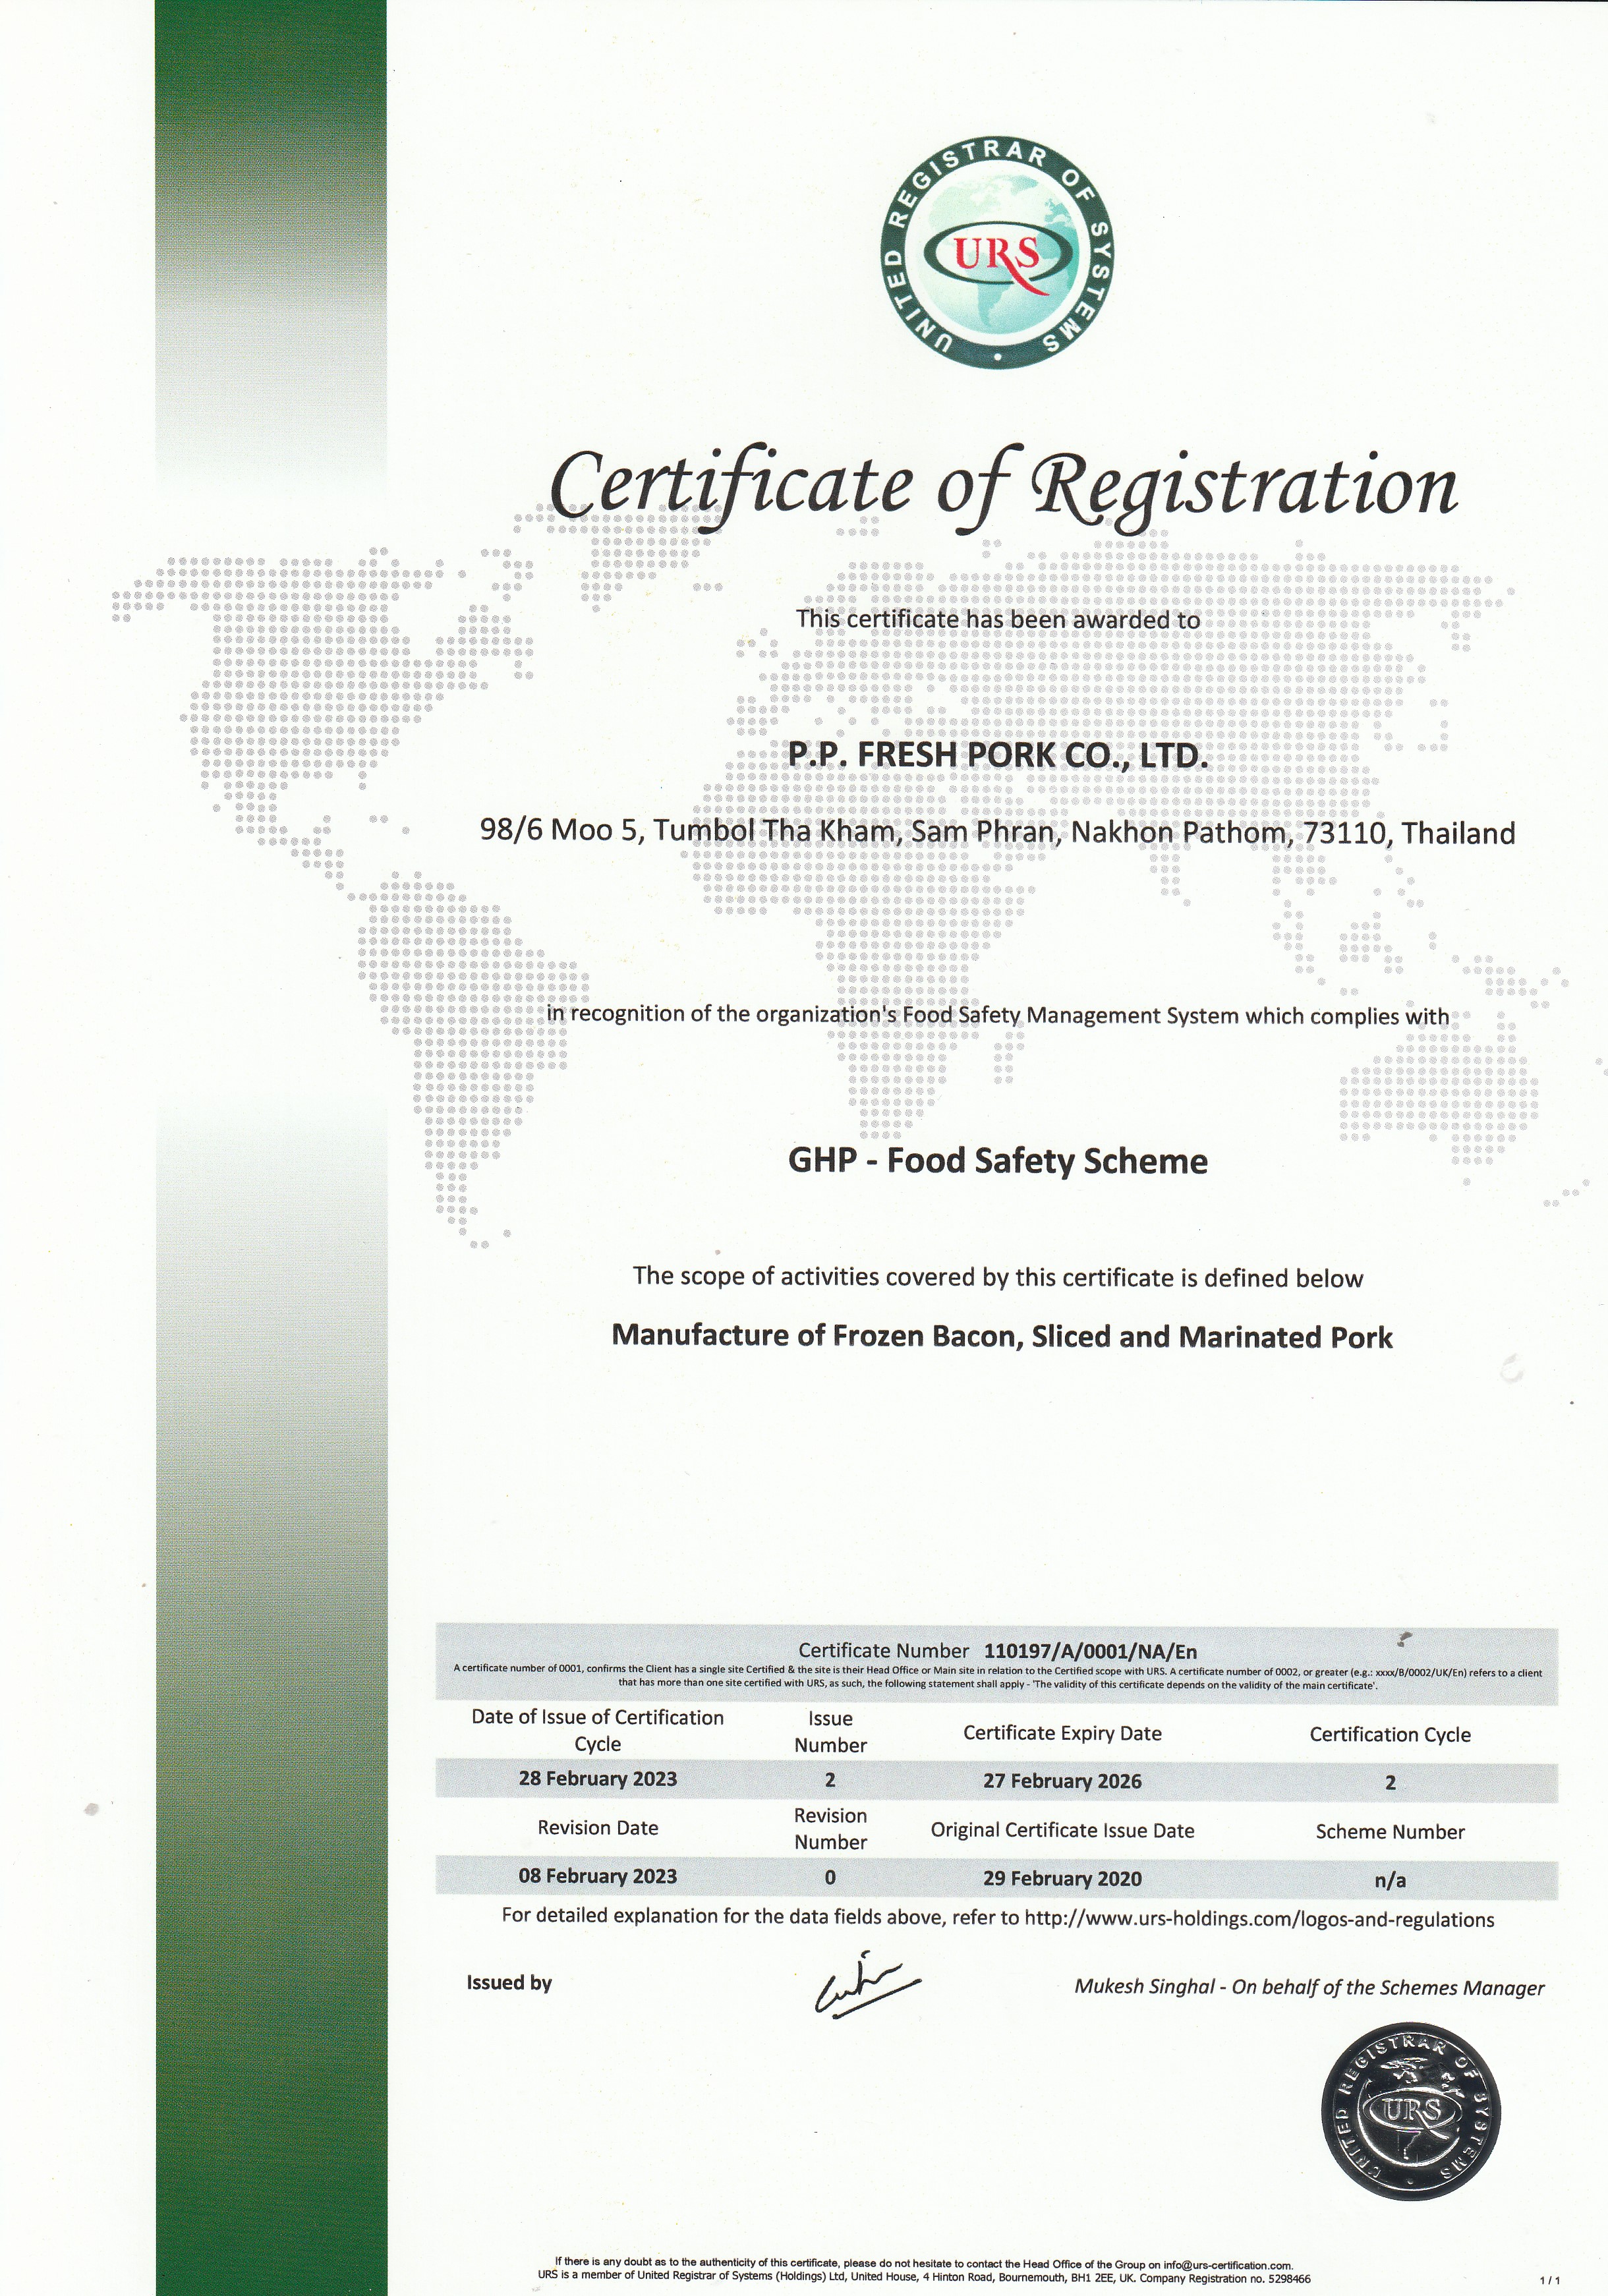 UNITED REGISTRAR OF SYSTEMS
URS
Certificate of Registration
This certificate has been awarded to
P.P. FRESH PORK CO., LTD.
98/6 Moo 5, Tumbol Tha Kham, Sam Phran, Nakhon Pathom, 73110, Thailand
in recognition of the organization's Food Safety Management System which complies with
GHP - Food Safety Scheme
The scope of activities covered by this certificate is defined below
Manufacture of Frozen Bacon, Sliced and Marinated Pork
Certificate Number 110197/A/0001/NA/En
A certificate number of 0001, confirms the Client has a single site Certified & the site is their Head Office or Main site in relation to the Certified scope with URS. A certificate number of 0002, or greater (e.g.: xxxx/B/0002/UK/En) refers to a client
that has more than one site certified with URS, as such, the following statement shall apply - 'The validity of this certificate depends on the validity of the main certificate'.
Date of Issue of Certification Cycle Issue Number Certificate Expiry Date Certification Cycle
28 February 2023 2 27 February 2026 2
Revision Date Revision Number Original Certificate Issue Date Scheme Number
08 February 2023 0 29 February 2020 n/a
For detailed explanation for the data fields above, refer to http://www.urs-holdings.com/logos-and-regulations
Issued by Mukesh Singhal - On behalf of the Schemes Manager
UNITED REGISTRAR OF SYSTEMS
URS
If there is any doubt as to the authenticity of this certificate, please do not hesitate to contact the Head Office of the Group on info@urs-certification.com.
URS is a member of United Registrar of Systems (Holdings) Ltd, United House, 4 Hinton Road, Bournemouth, BH1 2EE, UK. Company Registration no. 5298466
1 / 1